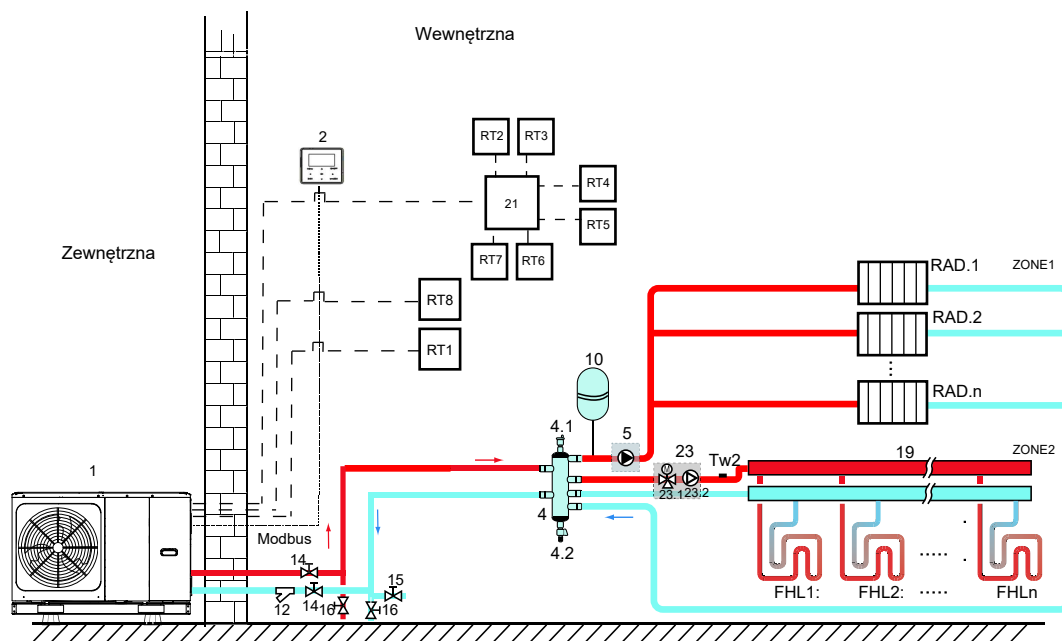 Wewnętrzna
Zewnętrzna
2
RT2
RT3
RT4
21
RT5
RT7
RT6
RT8
RT1
RAD.1
ZONE1
RAD.2
.....
RAD.n
10
4.1
5
23
Tw2
19
ZONE2
M
23.1
23.2
4
4.2
1
Modbus
14
15
12
14
16
16
.....
.
FHL1:
FHL2:
.....
FHLn